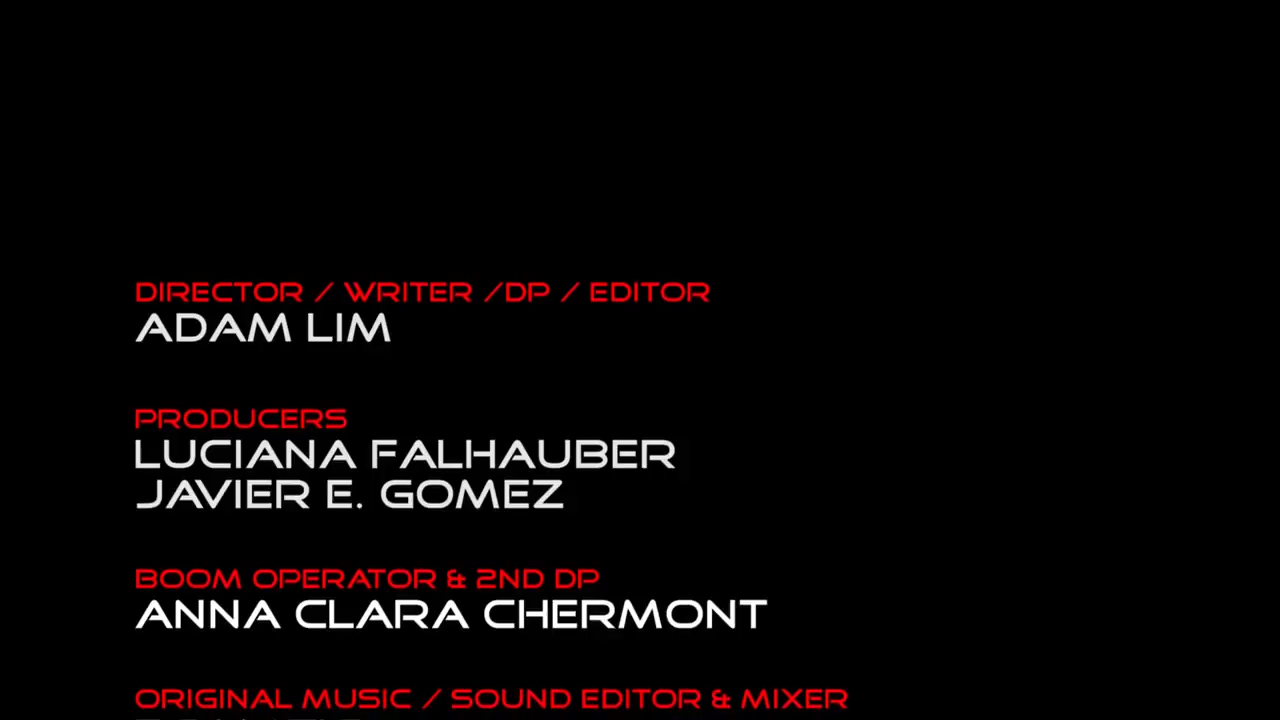 DIRECTOR / WRITER /DP / EDITOR
ADAM LIM
PRODUCERS
LUCIANA FALHAUBER
JAVIER E. GOMEZ
BOOM OPERATOR & 2ND DP
ANNA CLARA CHERMONT
ORIGINAL MUSIC / SOUND EDITOR & MIXER